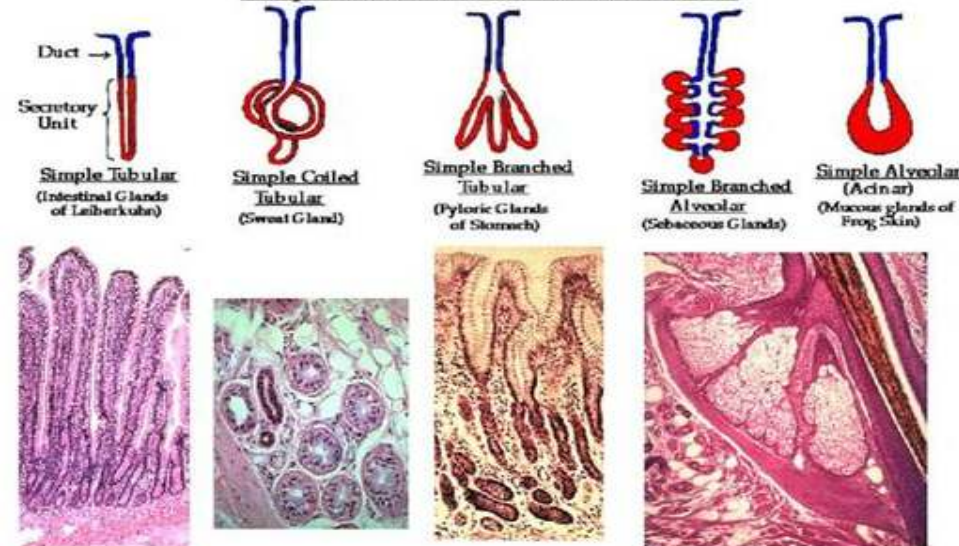 Duct
Secretory
Unit
Simple Tubular
(Intestinal Glands
of Leiberkuhn)
Simple Coiled
Tubular
(Sweat Gland)
Simple Branched
Tubular
(Pyloric Glands
of Stomach)
Simple Branched
Alveolar
(Sebaceous Glands)
Simple Alveolar
(Acinar)
(Mucous glands of
Frog Skin)